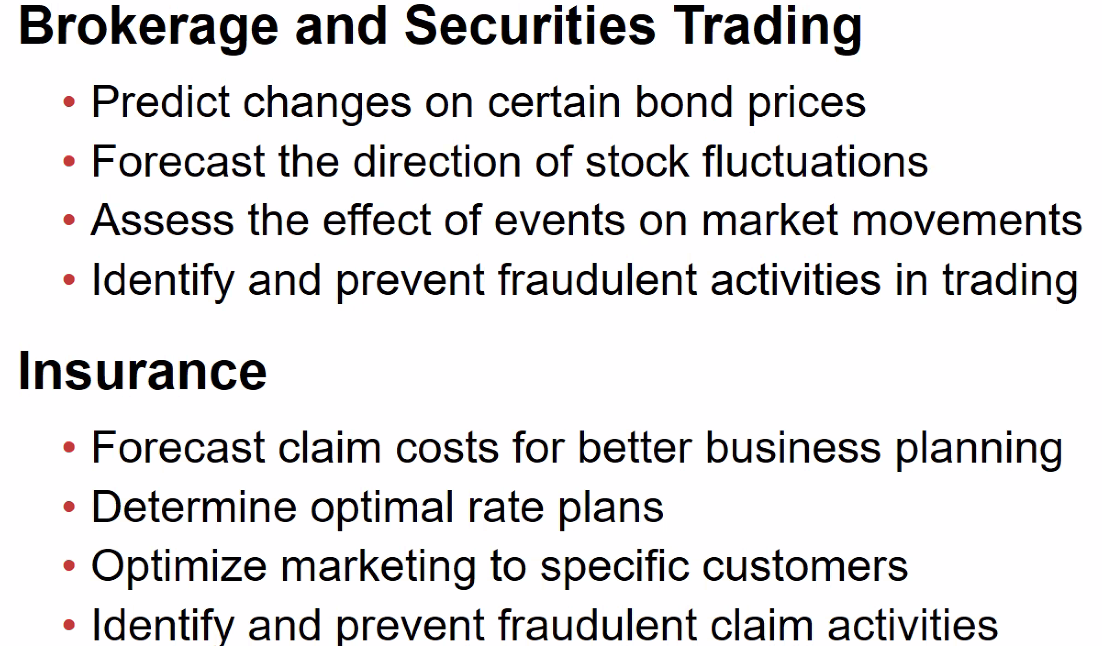 Brokerage and Securities Trading
• Predict changes on certain bond prices
• Forecast the direction of stock fluctuations
• Assess the effect of events on market movements
• Identify and prevent fraudulent activities in trading
Insurance
• Forecast claim costs for better business planning
• Determine optimal rate plans
• Optimize marketing to specific customers
• Identify and prevent fraudulent claim activities